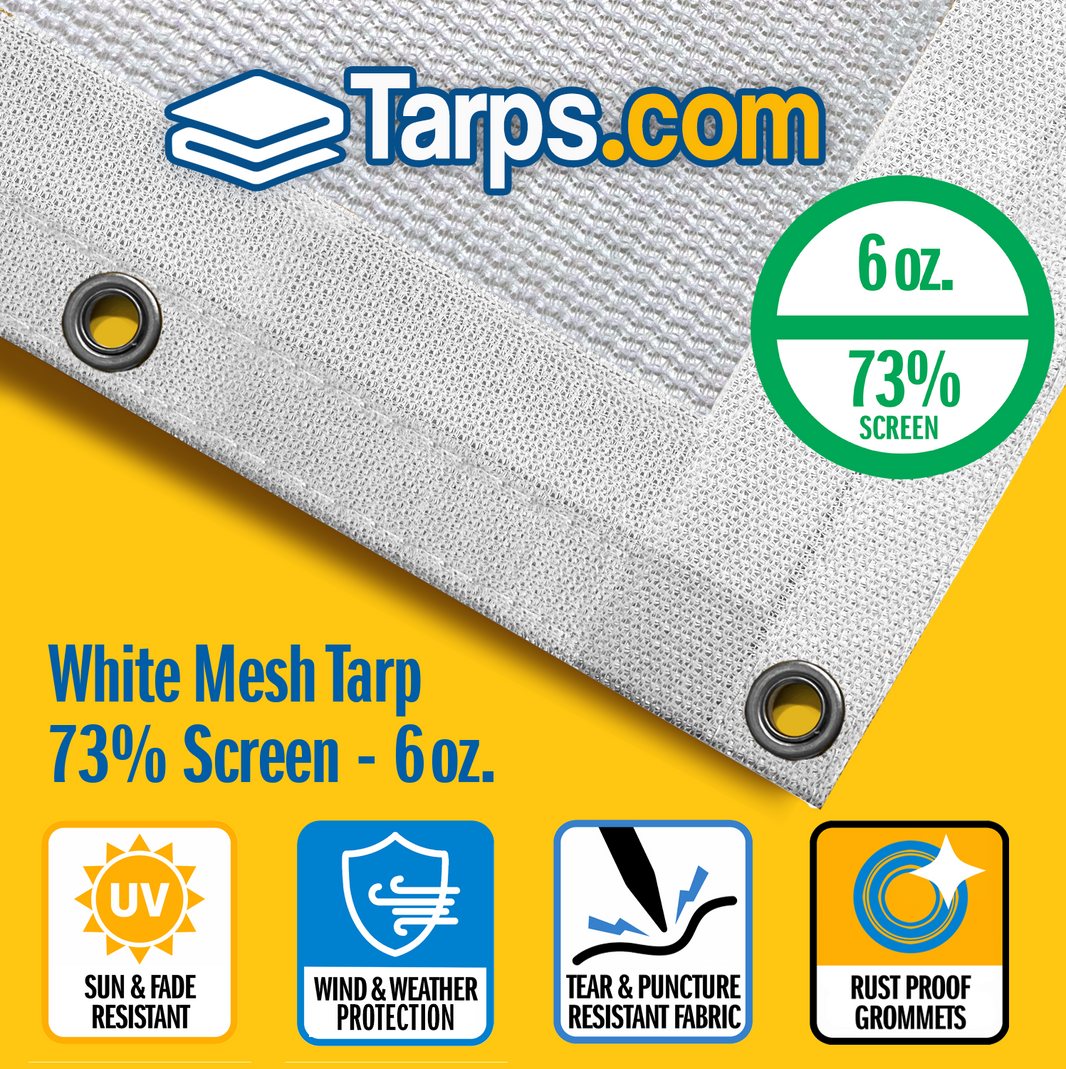 Tarps.com
6 oz.
73%
SCREEN
White Mesh Tarp
73% Screen - 6 oz.
UV
SUN & FADE
RESISTANT
WIND & WEATHER
PROTECTION
TEAR & PUNCTURE
RESISTANT FABRIC
RUST PROOF
GROMMETS